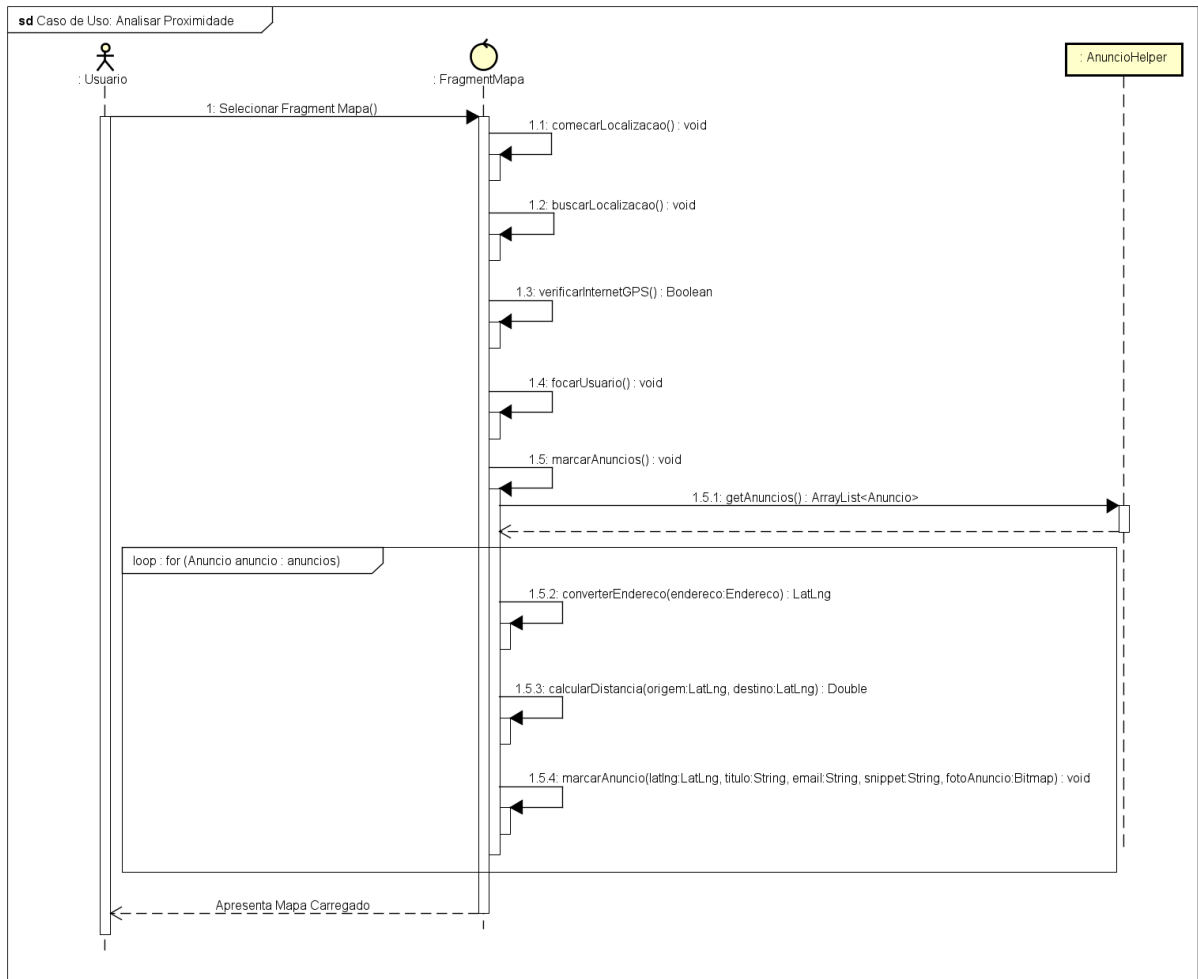 sd Caso de Uso: Analisar Proximidade
: Usuario
: FragmentMapa
: AnuncioHelper
1: Selecionar Fragment Mapa()
1.1: comecarLocalizacao() : void
1.2: buscarLocalizacao() : void
1.3: verificarInternetGPS() : Boolean
1.4: focarUsuario() : void
1.5: marcarAnuncios() : void
1.5.1: getAnuncios() : ArrayList<Anuncio>
loop : for (Anuncio anuncio : anuncios)
1.5.2: converterEndereco(endereco:Endereco) : LatLng
1.5.3: calcularDistancia(origem:LatLng, destino:LatLng) : Double
1.5.4: marcarAnuncio(latlng:LatLng, titulo:String, email:String, snippet:String, fotoAnuncio:Bitmap) : void
Apresenta Mapa Carregado